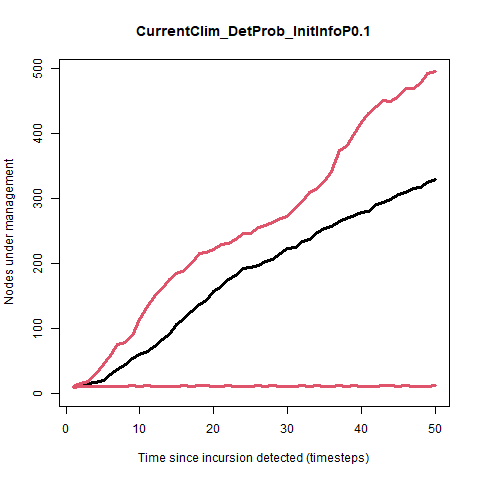 CurrentClim_DetProb_InitInfoP0.1
Nodes under management
500
400
300
200
100
0
0 10 20 30 40 50
Time since incursion detected (timesteps)